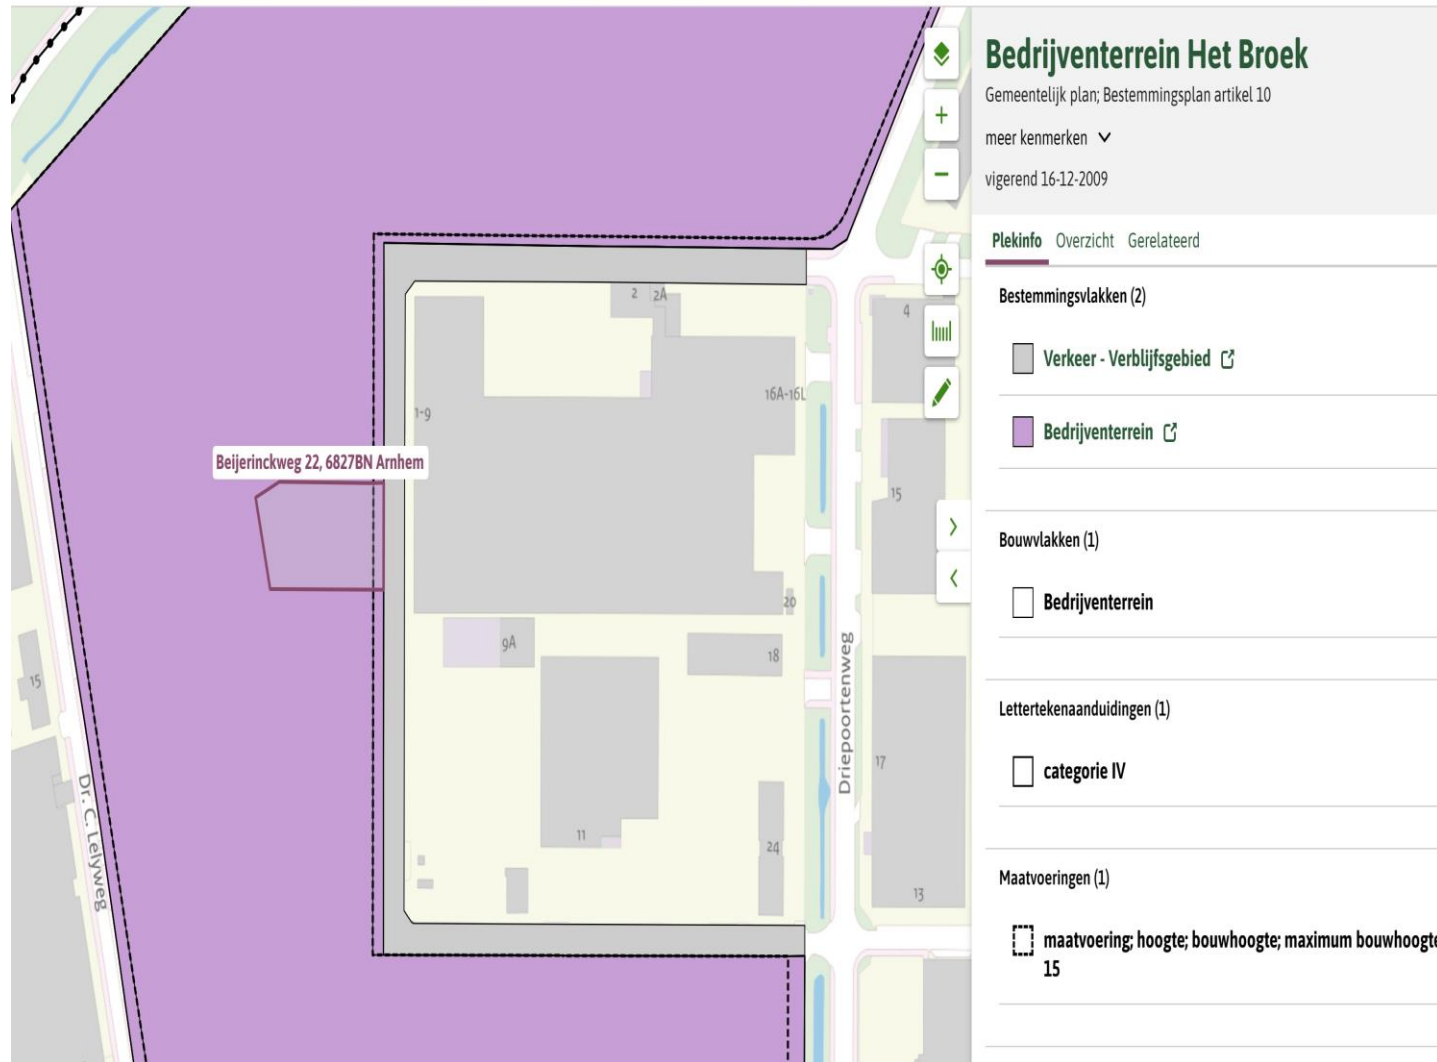 Bedrijventerrein Het Broek
Gemeentelijk plan; Bestemmingsplan artikel 10
meer kenmerken
vigerend 16-12-2009
Plekinfo Overzicht Gerelateerd
Bestemmingsvlakken (2)
Verkeer - Verblijfsgebied
Bedrijventerrein
Bouwvlakken (1)
Bedrijventerrein
Lettertekenaanduidingen (1)
categorie IV
Maatvoeringen (1)
maatvoering; hoogte; bouwhoogte; maximum bouwhoogte
15
2 2A
4
16A-16L
1-9
Beijerinckweg 22, 6827BN Arnhem
15
20
9A
18
15
Driepoortenweg
17
Dr. C. Lelyweg
11
24
13